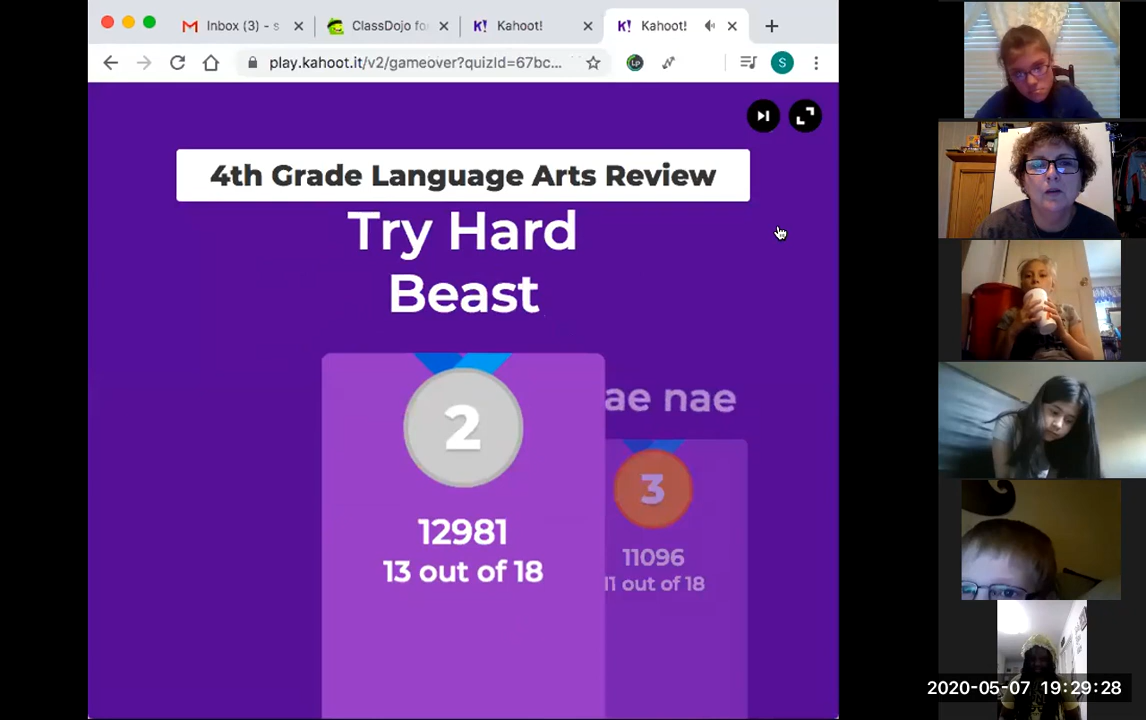 Inbox (3) - s
ClassDojo fo
Kahoot!
Kahoot!
play.kahoot.it/v2/gameover?quizId=67bc...
Lp
S
4th Grade Language Arts Review
Try Hard
Beast
2
12981
13 out of 18
ae nae
3
11096
11 out of 18
2020-05-07 19:29:28